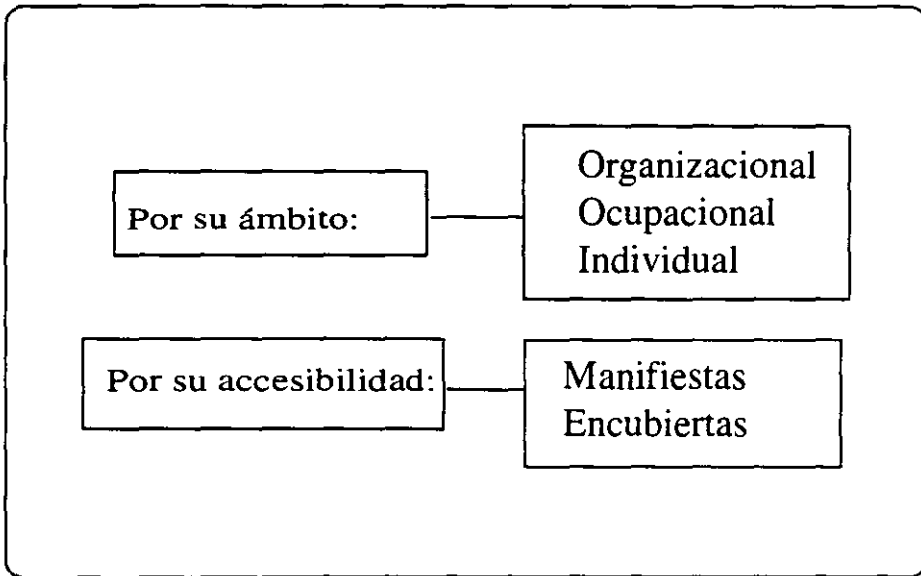 Por su ámbito:
Organizacional
Ocupacional
Individual
Por su accesibilidad:
Manifiestas
Encubiertas